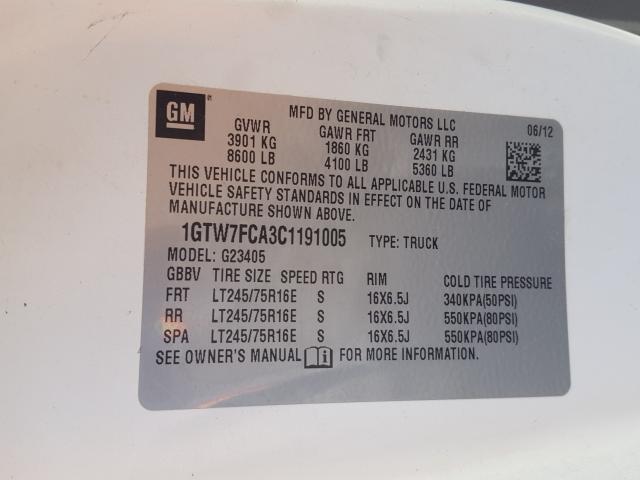 GM
MFD BY GENERAL MOTORS LLC
06/12
GVWR GAWR FRT GAWR RR
3901 KG 1860 KG 2431 KG
8600 LB 4100 LB 5360 LB
THIS VEHICLE CONFORMS TO ALL APPLICABLE U.S. FEDERAL MOTOR
VEHICLE SAFETY STANDARDS IN EFFECT ON THE DATE OF
MANUFACTURE SHOWN ABOVE.
1GTW7FCA3C1191005 TYPE: TRUCK
MODEL: G23405
GBBV TIRE SIZE SPEED RTG RIM COLD TIRE PRESSURE
FRT LT245/75R16E S 16X6.5J 340KPA(50PSI)
RR LT245/75R16E S 16X6.5J 550KPA(80PSI)
SPA LT245/75R16E S 16X6.5J 550KPA(80PSI)
SEE OWNER'S MANUAL FOR MORE INFORMATION.